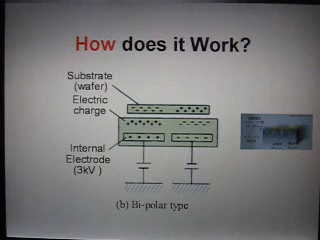 How does it Work?
Substrate
(wafer)
Electric
charge
Internal
Electrode
(3kV )
(b) Bi-polar type